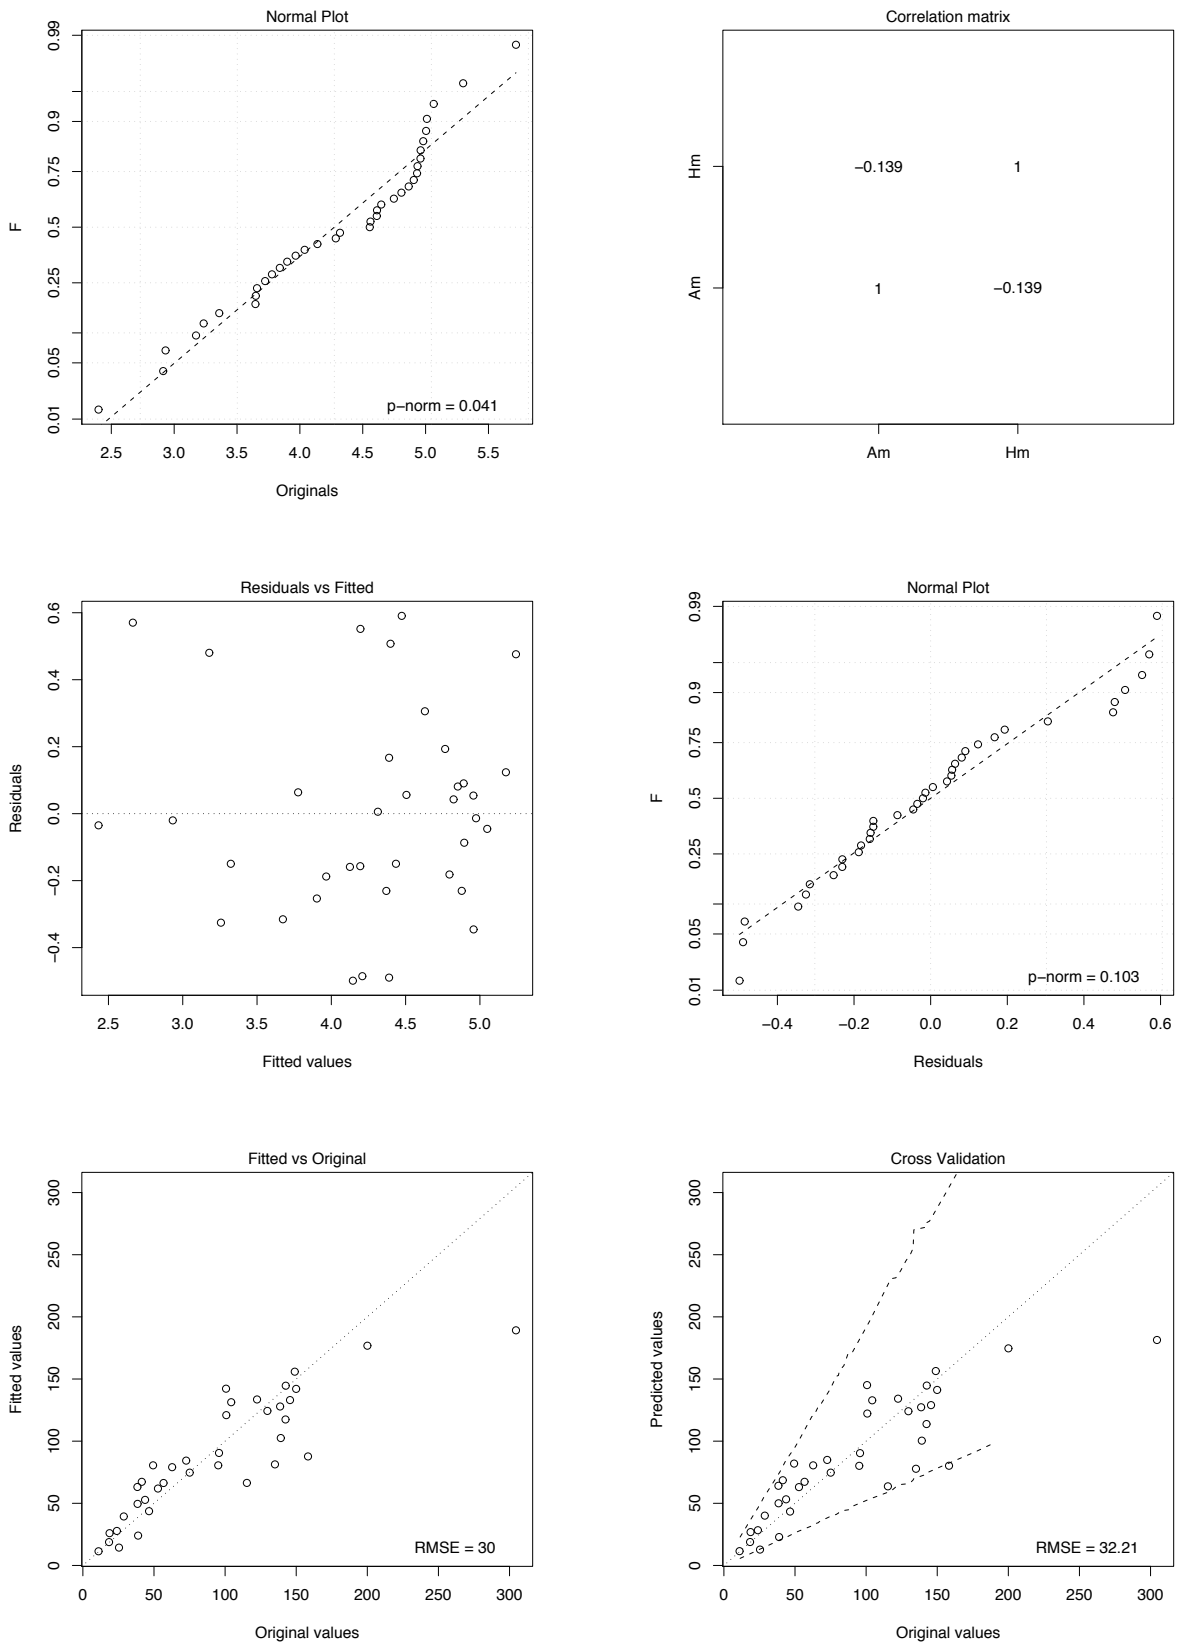 Normal Plot
F
0.99
0.9
0.75
0.5
0.25
0.05
0.01
p−norm = 0.041
2.5 3.0 3.5 4.0 4.5 5.0 5.5
Originals
Correlation matrix
Hm
Am
−0.139 1
1 −0.139
Am Hm
Residuals vs Fitted
Residuals
0.6
0.4
0.2
0.0
−0.2
−0.4
2.5 3.0 3.5 4.0 4.5 5.0
Fitted values
Normal Plot
F
0.99
0.9
0.75
0.5
0.25
0.05
0.01
p−norm = 0.103
−0.4 −0.2 0.0 0.2 0.4 0.6
Residuals
Fitted vs Original
Fitted values
300
250
200
150
100
50
0
RMSE = 30
0 50 100 150 200 250 300
Original values
Cross Validation
Predicted values
300
250
200
150
100
50
0
RMSE = 32.21
0 50 100 150 200 250 300
Original values